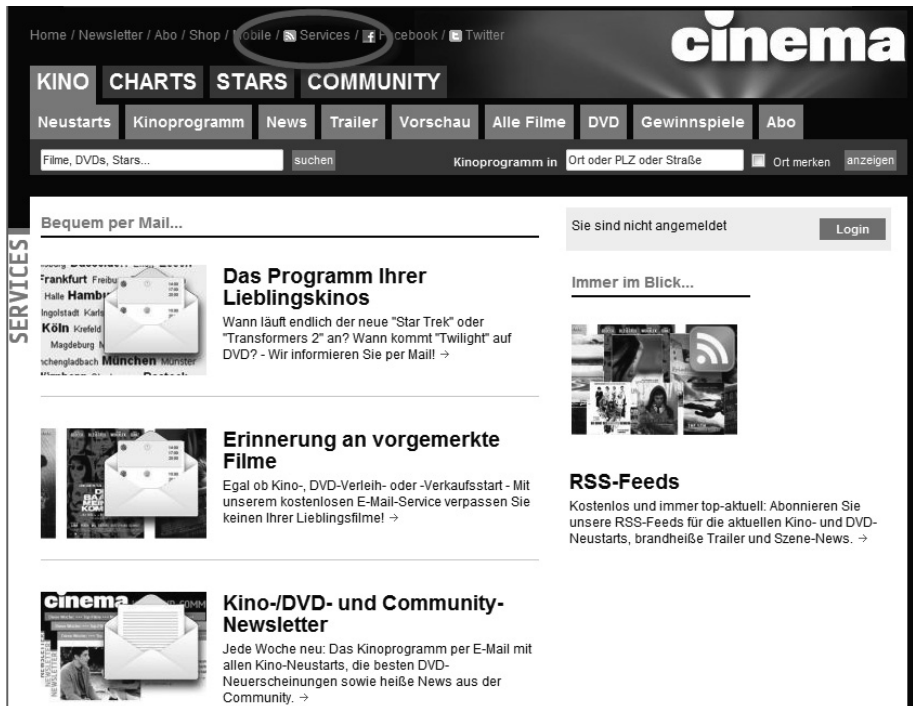 Home / Newsletter / Abo / Shop / Mobile / Services / Facebook / Twitter
cinema
KINO CHARTS STARS COMMUNITY
Neustarts Kinoprogramm News Trailer Vorschau Alle Filme DVD Gewinnspiele Abo
Filme, DVDs, Stars... suchen Kinoprogramm in Ort oder PLZ oder Straße Ort merken anzeigen
SERVICES
Bequem per Mail...
Frankfurt Freibu
Halle Hambu
Ingolstadt Karls
Köln Krefeld
Magdeburg M
nchengladbach München Münster
Das Programm Ihrer
Lieblingskinos
Wann läuft endlich der neue "Star Trek" oder
"Transformers 2" an? Wann kommt "Twilight" auf
DVD? - Wir informieren Sie per Mail! →
Erinnerung an vorgemerkte
Filme
Egal ob Kino-, DVD-Verleih- oder -Verkaufsstart - Mit
unserem kostenlosen E-Mail-Service verpassen Sie
keinen Ihrer Lieblingsfilme! →
cinema
NEWSLETTER
Kino-/DVD- und Community-
Newsletter
Jede Woche neu: Das Kinoprogramm per E-Mail mit
allen Kino-Neustarts, die besten DVD-
Neuerscheinungen sowie heiße News aus der
Community. →
Sie sind nicht angemeldet Login
Immer im Blick...
RSS-Feeds
Kostenlos und immer top-aktuell: Abonnieren Sie
unsere RSS-Feeds für die aktuellen Kino- und DVD-
Neustarts, brandheiße Trailer und Szene-News. →